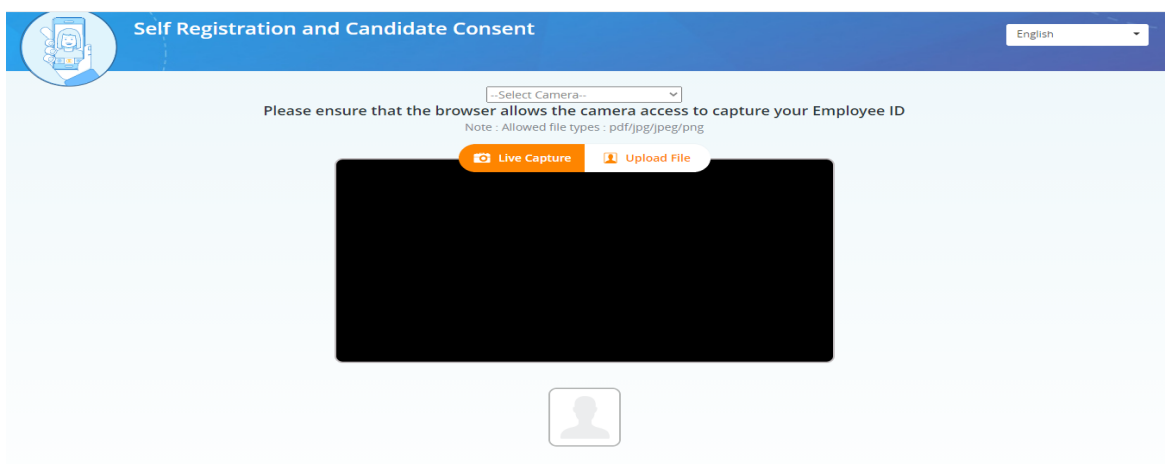 Self Registration and Candidate Consent
English
--Select Camera--
Please ensure that the browser allows the camera access to capture your Employee ID
Note : Allowed file types : pdf/jpg/jpeg/png
Live Capture
Upload File